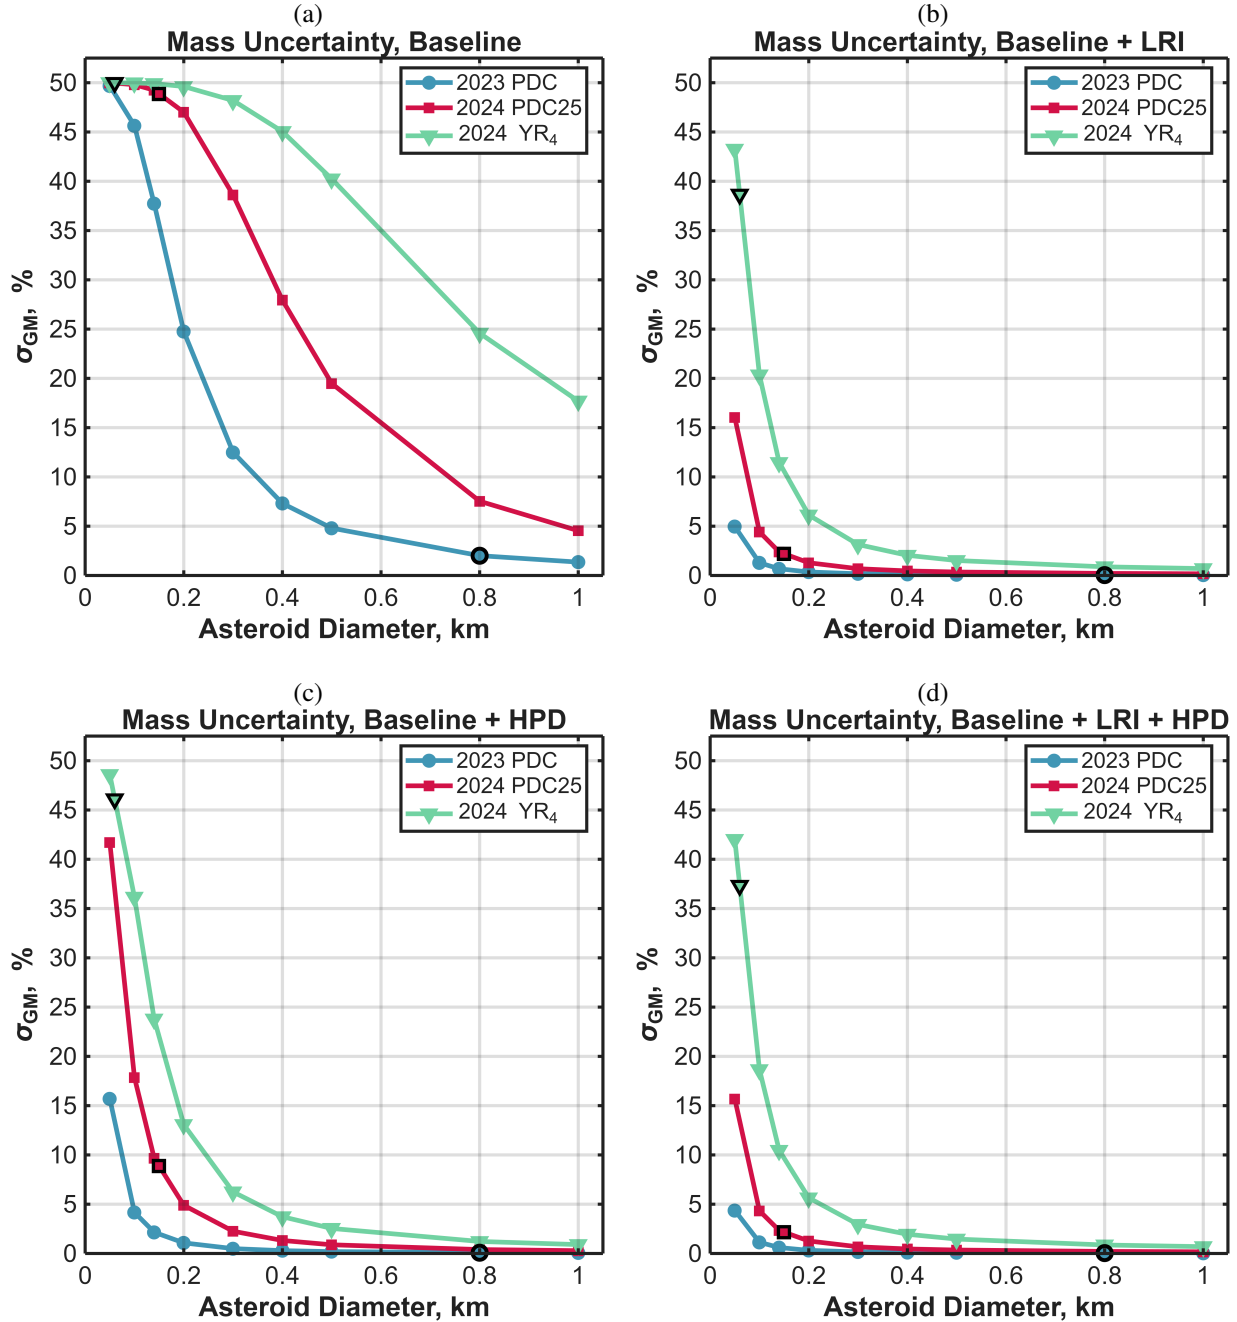 (a)
Mass Uncertainty, Baseline
2023 PDC
2024 PDC25
2024 YR₄
50
45
40
35
30
25
20
15
10
5
0
σGM, %
0 0.2 0.4 0.6 0.8 1
Asteroid Diameter, km
(b)
Mass Uncertainty, Baseline + LRI
2023 PDC
2024 PDC25
2024 YR₄
50
45
40
35
30
25
20
15
10
5
0
σGM, %
0 0.2 0.4 0.6 0.8 1
Asteroid Diameter, km
(c)
Mass Uncertainty, Baseline + HPD
2023 PDC
2024 PDC25
2024 YR₄
50
45
40
35
30
25
20
15
10
5
0
σGM, %
0 0.2 0.4 0.6 0.8 1
Asteroid Diameter, km
(d)
Mass Uncertainty, Baseline + LRI + HPD
2023 PDC
2024 PDC25
2024 YR₄
50
45
40
35
30
25
20
15
10
5
0
σGM, %
0 0.2 0.4 0.6 0.8 1
Asteroid Diameter, km